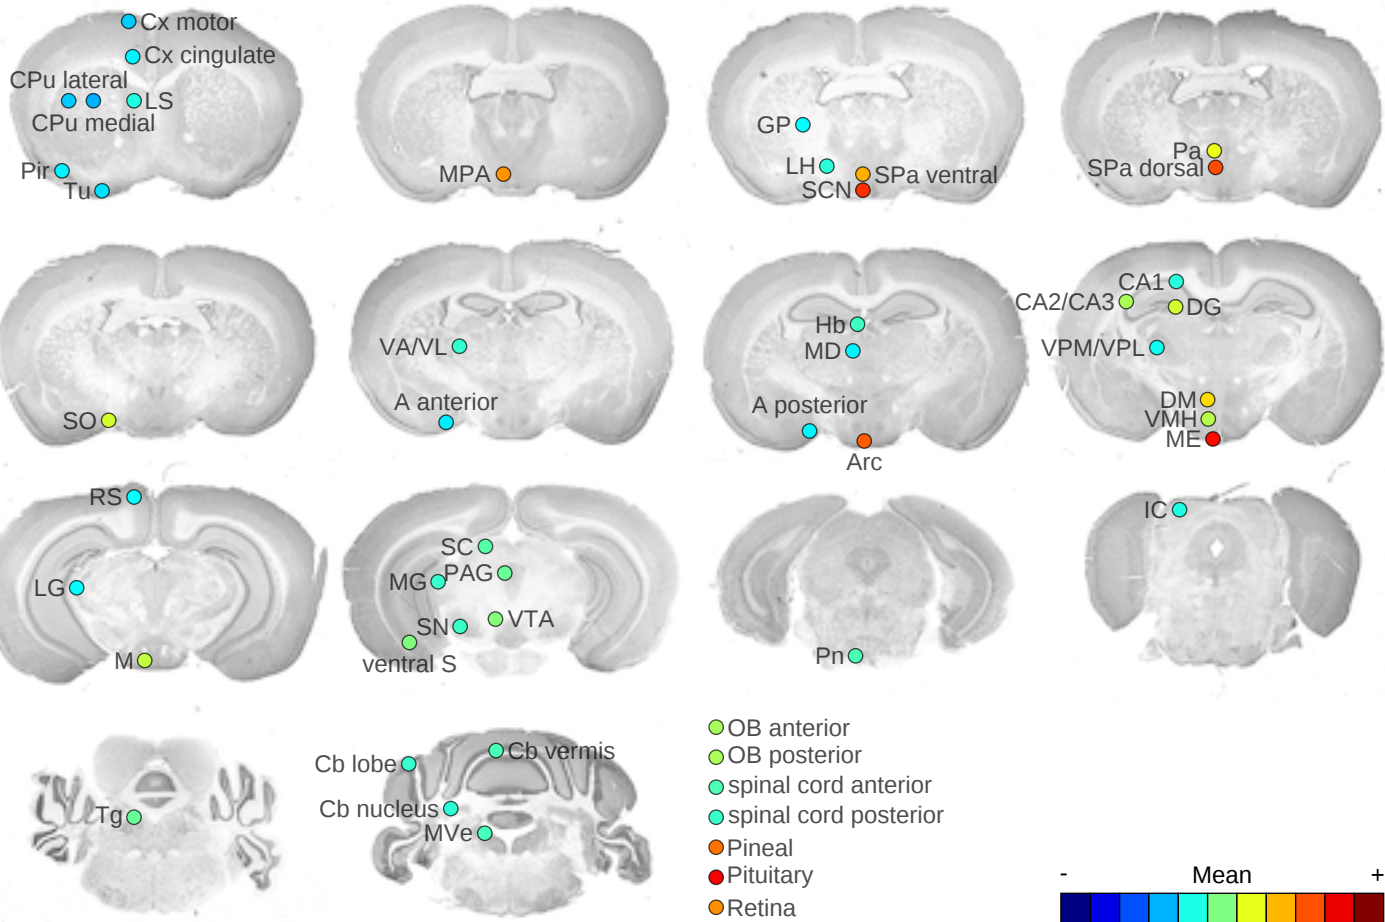 Cx motor
Cx cingulate
CPu lateral
LS
CPu medial
Pir
Tu
MPA
GP
LH
SPa ventral
SCN
Pa
SPa dorsal
SO
VA/VL
A anterior
Hb
MD
A posterior
Arc
CA1
CA2/CA3
DG
VPM/VPL
DM
VMH
ME
RS
LG
M
SC
MG
PAG
SN
VTA
ventral S
Pn
IC
Tg
Cb lobe
Cb vermis
Cb nucleus
MVe
OB anterior
OB posterior
spinal cord anterior
spinal cord posterior
Pineal
Pituitary
Retina
- Mean +